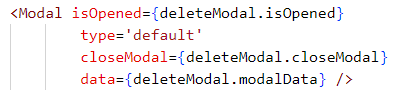 <Modal isOpened={deleteModal.isOpened}
type='default'
closeModal={deleteModal.closeModal}
data={deleteModal.modalData} />